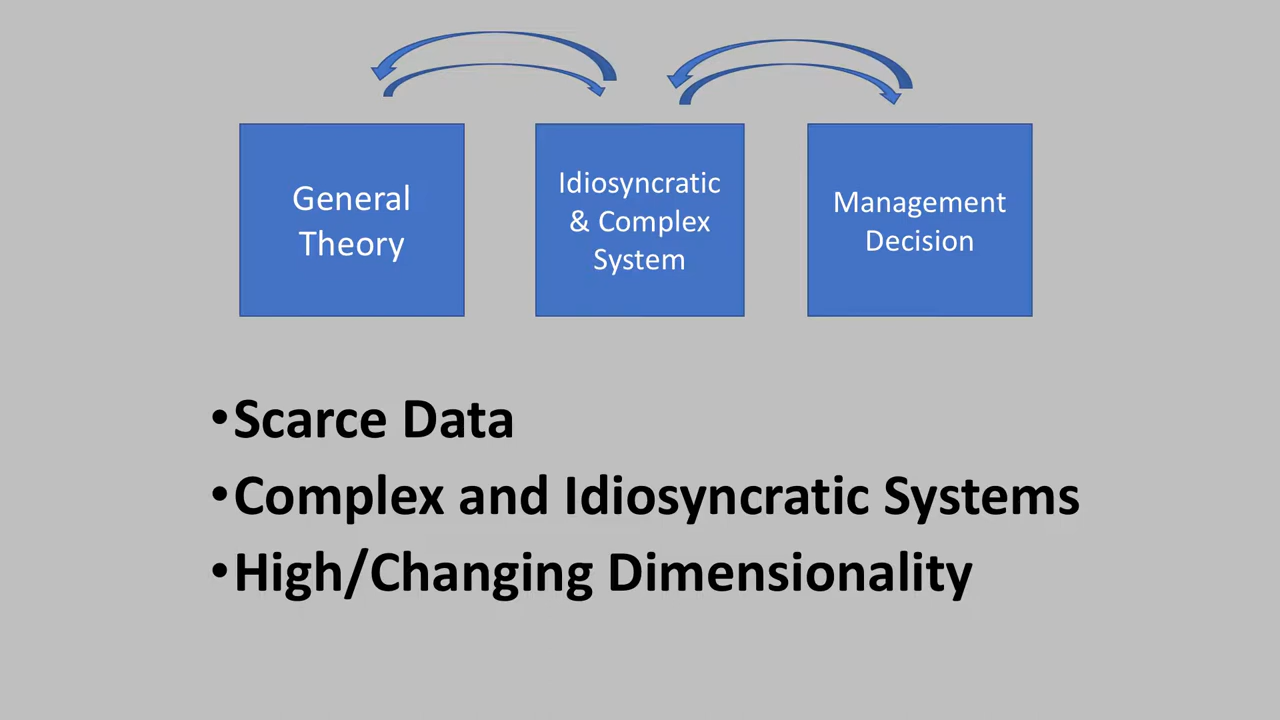 General
Theory
Idiosyncratic
& Complex
System
Management
Decision
•Scarce Data
•Complex and Idiosyncratic Systems
•High/Changing Dimensionality